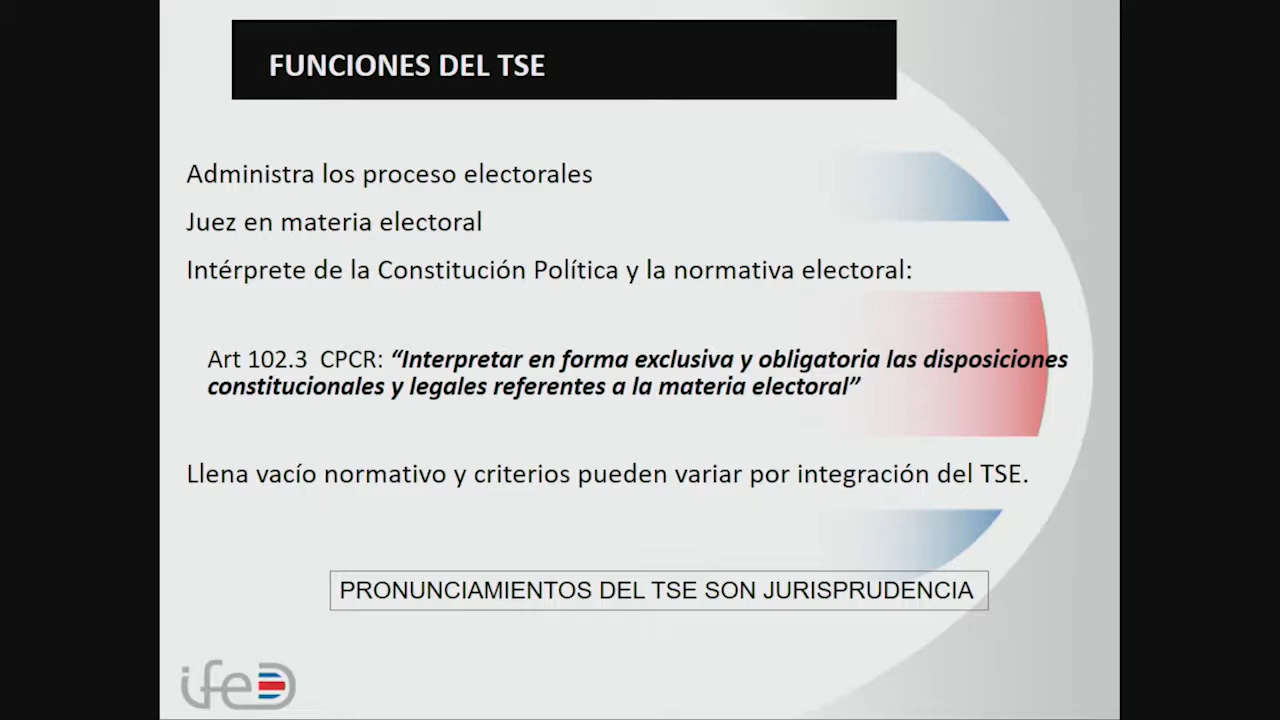 FUNCIONES DEL TSE
Administra los proceso electorales
Juez en materia electoral
Intérprete de la Constitución Política y la normativa electoral:
Art 102.3 CPCR: “Interpretar en forma exclusiva y obligatoria las disposiciones
constitucionales y legales referentes a la materia electoral”
Llena vacío normativo y criterios pueden variar por integración del TSE.
PRONUNCIAMIENTOS DEL TSE SON JURISPRUDENCIA
ifed